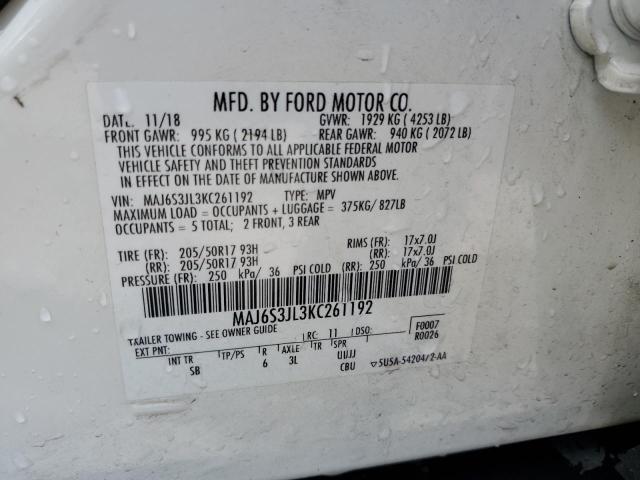 MFD. BY FORD MOTOR CO.
DATE: 11/18 GVWR: 1929 KG ( 4253 LB)
FRONT GAWR: 995 KG ( 2194 LB) REAR GAWR: 940 KG ( 2072 LB)
THIS VEHICLE CONFORMS TO ALL APPLICABLE FEDERAL MOTOR
VEHICLE SAFETY AND THEFT PREVENTION STANDARDS
IN EFFECT ON THE DATE OF MANUFACTURE SHOWN ABOVE.
VIN: MAJ6S3JL3KC261192 TYPE: MPV
MAXIMUM LOAD = OCCUPANTS + LUGGAGE = 375KG/ 827LB
OCCUPANTS = 5 TOTAL; 2 FRONT, 3 REAR
TIRE (FR): 205/50R17 93H RIMS (FR): 17x7.0J
(RR): 205/50R17 93H (RR): 17x7.0J
PRESSURE (FR): 250 kPa/ 36 PSI COLD (RR): 250 kPa/ 36 PSI COLD
MAJ6S3JL3KC261192
TRAILER TOWING - SEE OWNER GUIDE
F0007
R0026
EXT PNT: RC: 11 DSO:
INT TR TP/PS R AXLE TR SPR
SB 6 3L UUJJ
CBU
5U5A-54204/2-AA